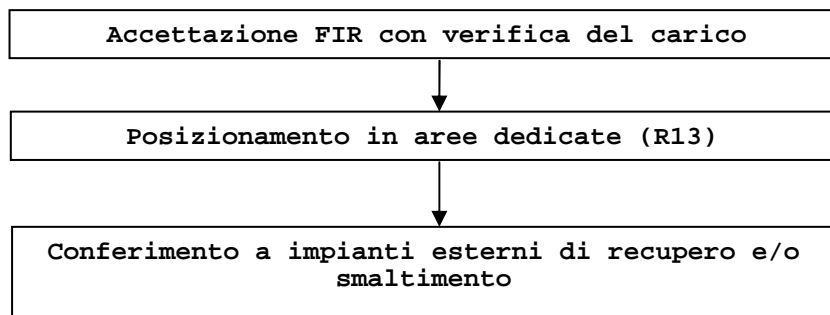 Accettazione FIR con verifica del carico
Posizionamento in aree dedicate (R13)
Conferimento a impianti esterni di recupero e/o
smaltimento